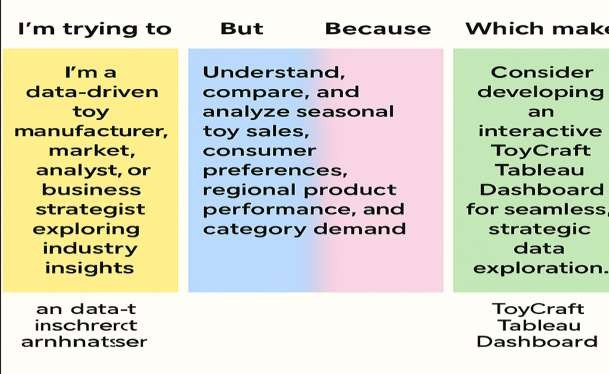 I'm trying to
But
Because
Which make
I'm a
data-driven
toy
manufacturer,
market,
analyst, or
business
strategist
exploring
industry
insights
Understand,
compare, and
analyze seasonal
toy sales,
consumer
preferences,
regional product
performance, and
category demand
Consider
developing
an
interactive
ToyCraft
Tableau
Dashboard
for seamless,
strategic
data
exploration.
an data-t
ToyCraft
Tableau
Dashboard